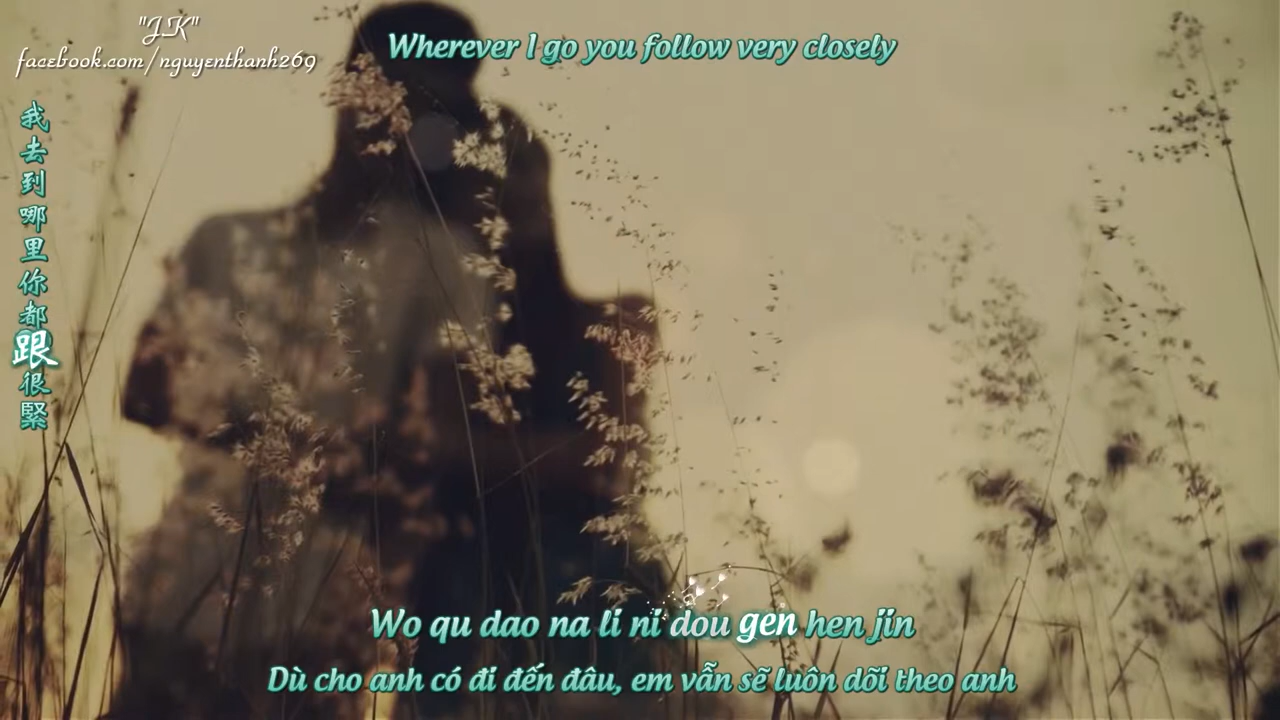 "J.K"
facebook.com/nguyenthanh269
Wherever I go you follow very closely
我去到哪里你都跟很緊
Wo qu dao na li ni dou gen hen jin
Dù cho anh có đi đến đâu, em vẫn sẽ luôn dõi theo anh